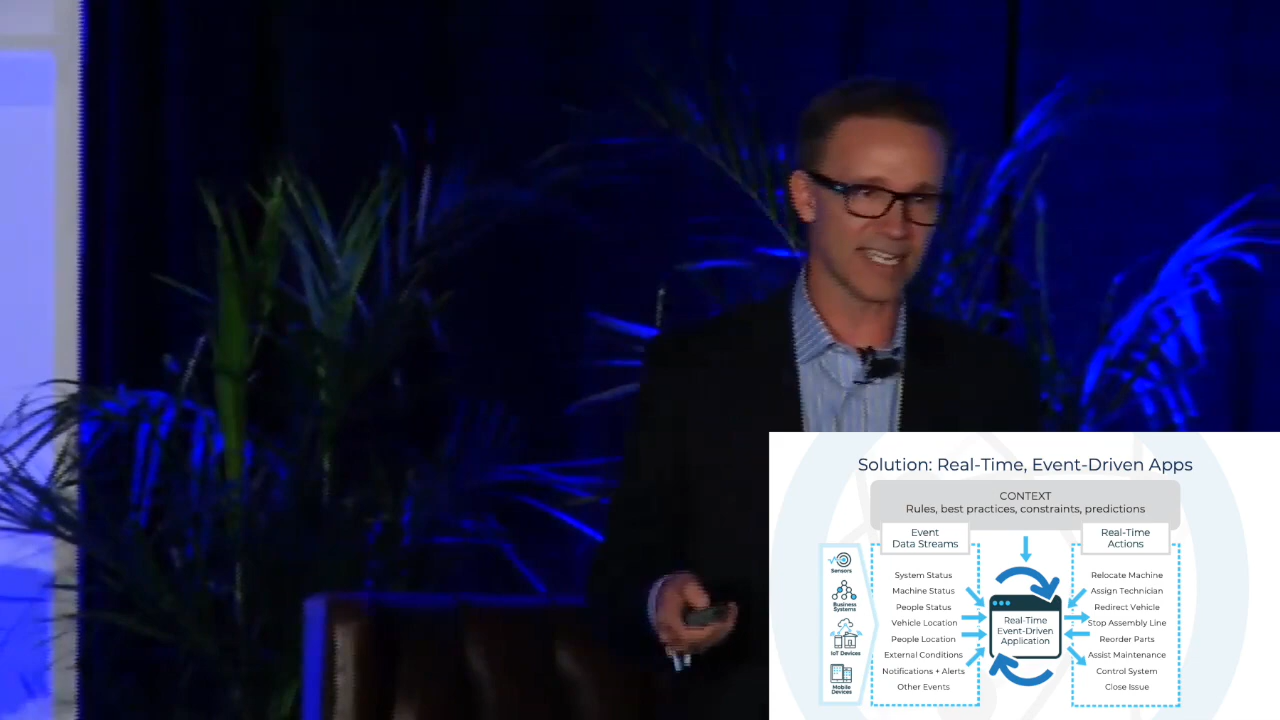 Solution: Real-Time, Event-Driven Apps
CONTEXT
Rules, best practices, constraints, predictions
Event
Data Streams
Real-Time
Actions
Sensors
Business
Systems
IoT Devices
Mobile
Devices
System Status
Machine Status
People Status
Vehicle Location
People Location
External Conditions
Notifications + Alerts
Other Events
Real-Time
Event-Driven
Application
Relocate Machine
Assign Technician
Redirect Vehicle
Stop Assembly Line
Reorder Parts
Assist Maintenance
Control System
Close Issue